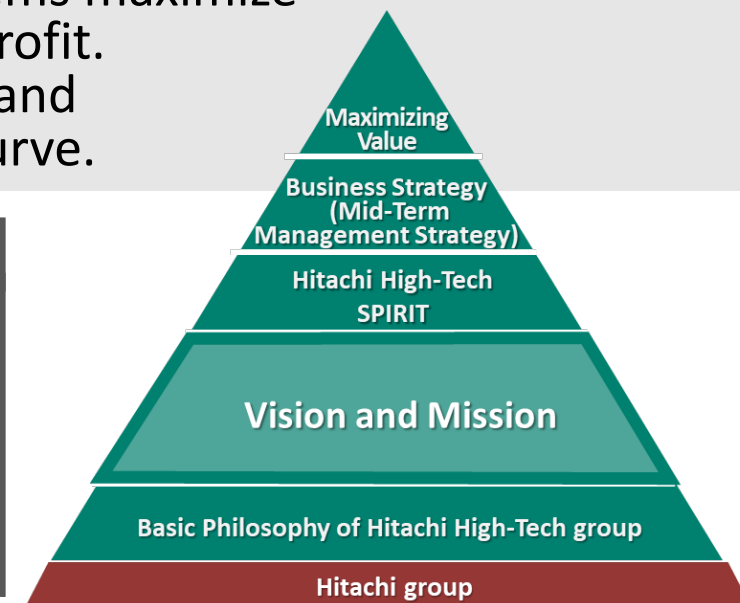 maximize
rofit.
and
urve.
Maximizing
Value
Business Strategy
(Mid-Term
Management Strategy)
Hitachi High-Tech
SPIRIT
Vision and Mission
Basic Philosophy of Hitachi High-Tech group
Hitachi group